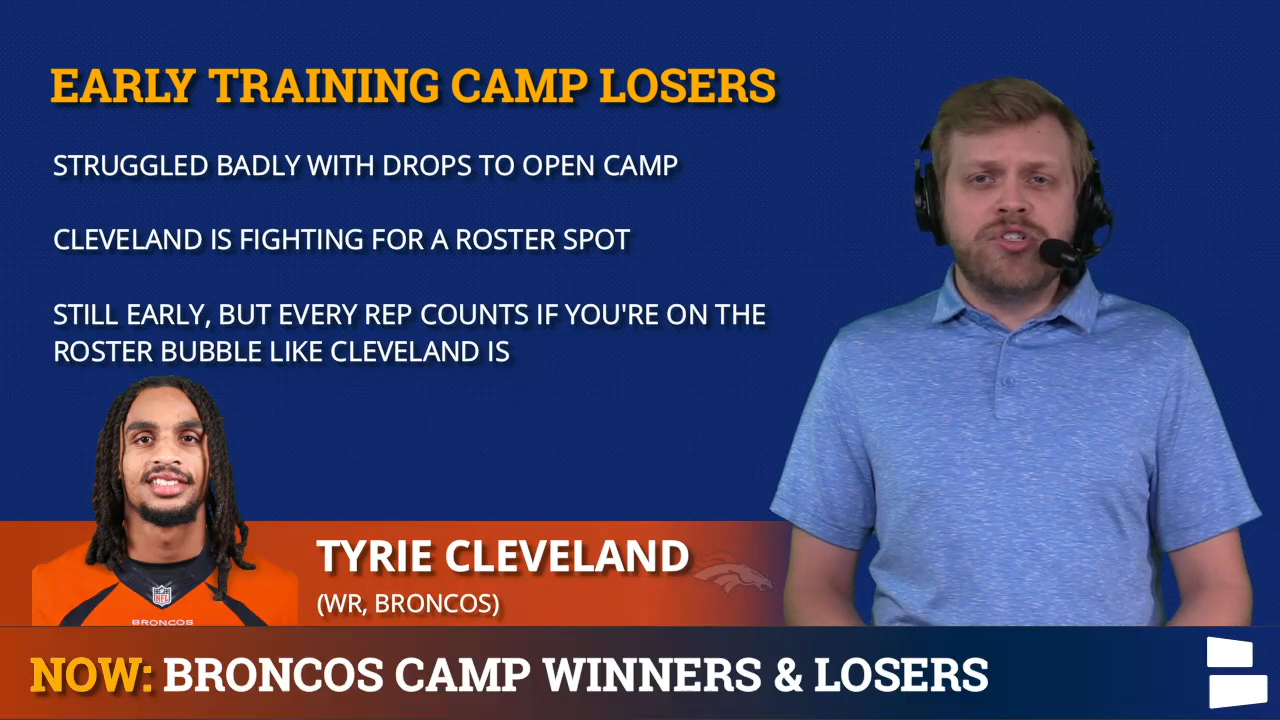 EARLY TRAINING CAMP LOSERS
STRUGGLED BADLY WITH DROPS TO OPEN CAMP
CLEVELAND IS FIGHTING FOR A ROSTER SPOT
STILL EARLY, BUT EVERY REP COUNTS IF YOU'RE ON THE
ROSTER BUBBLE LIKE CLEVELAND IS
NFL
BRONCOS
TYRIE CLEVELAND
(WR, BRONCOS)
NOW: BRONCOS CAMP WINNERS & LOSERS